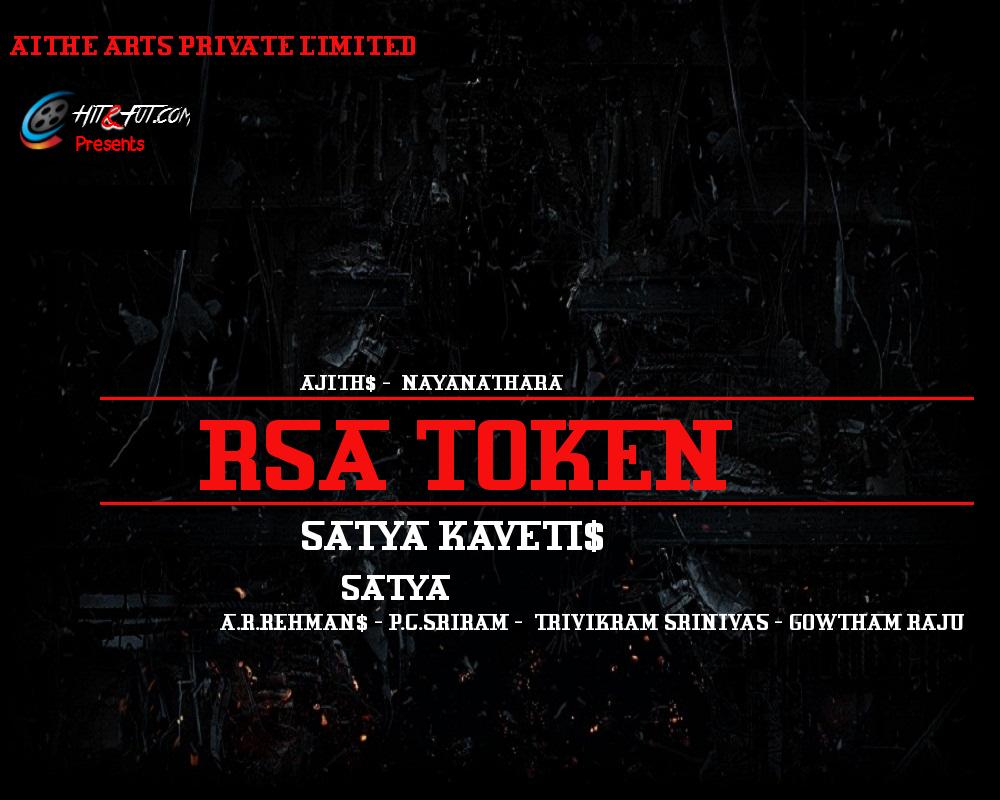 AITHE ARTS PRIVATE LIMITED
HIT&FUT.COM
Presents
AJITH$ - NAYANATHARA
RSA TOKEN
SATYA KAVETI$
SATYA
A.R.REHMAN$ - P.C.SRIRAM - TRIVIKRAM SRINIVAS - GOWTHAM RAJU